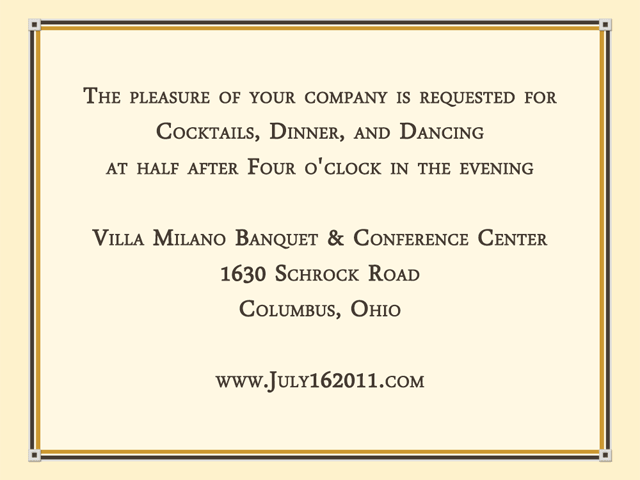 The pleasure of your company is requested for
Cocktails, Dinner, and Dancing
at half after Four o'clock in the evening
Villa Milano Banquet & Conference Center
1630 Schrock Road
Columbus, Ohio
www.July162011.com